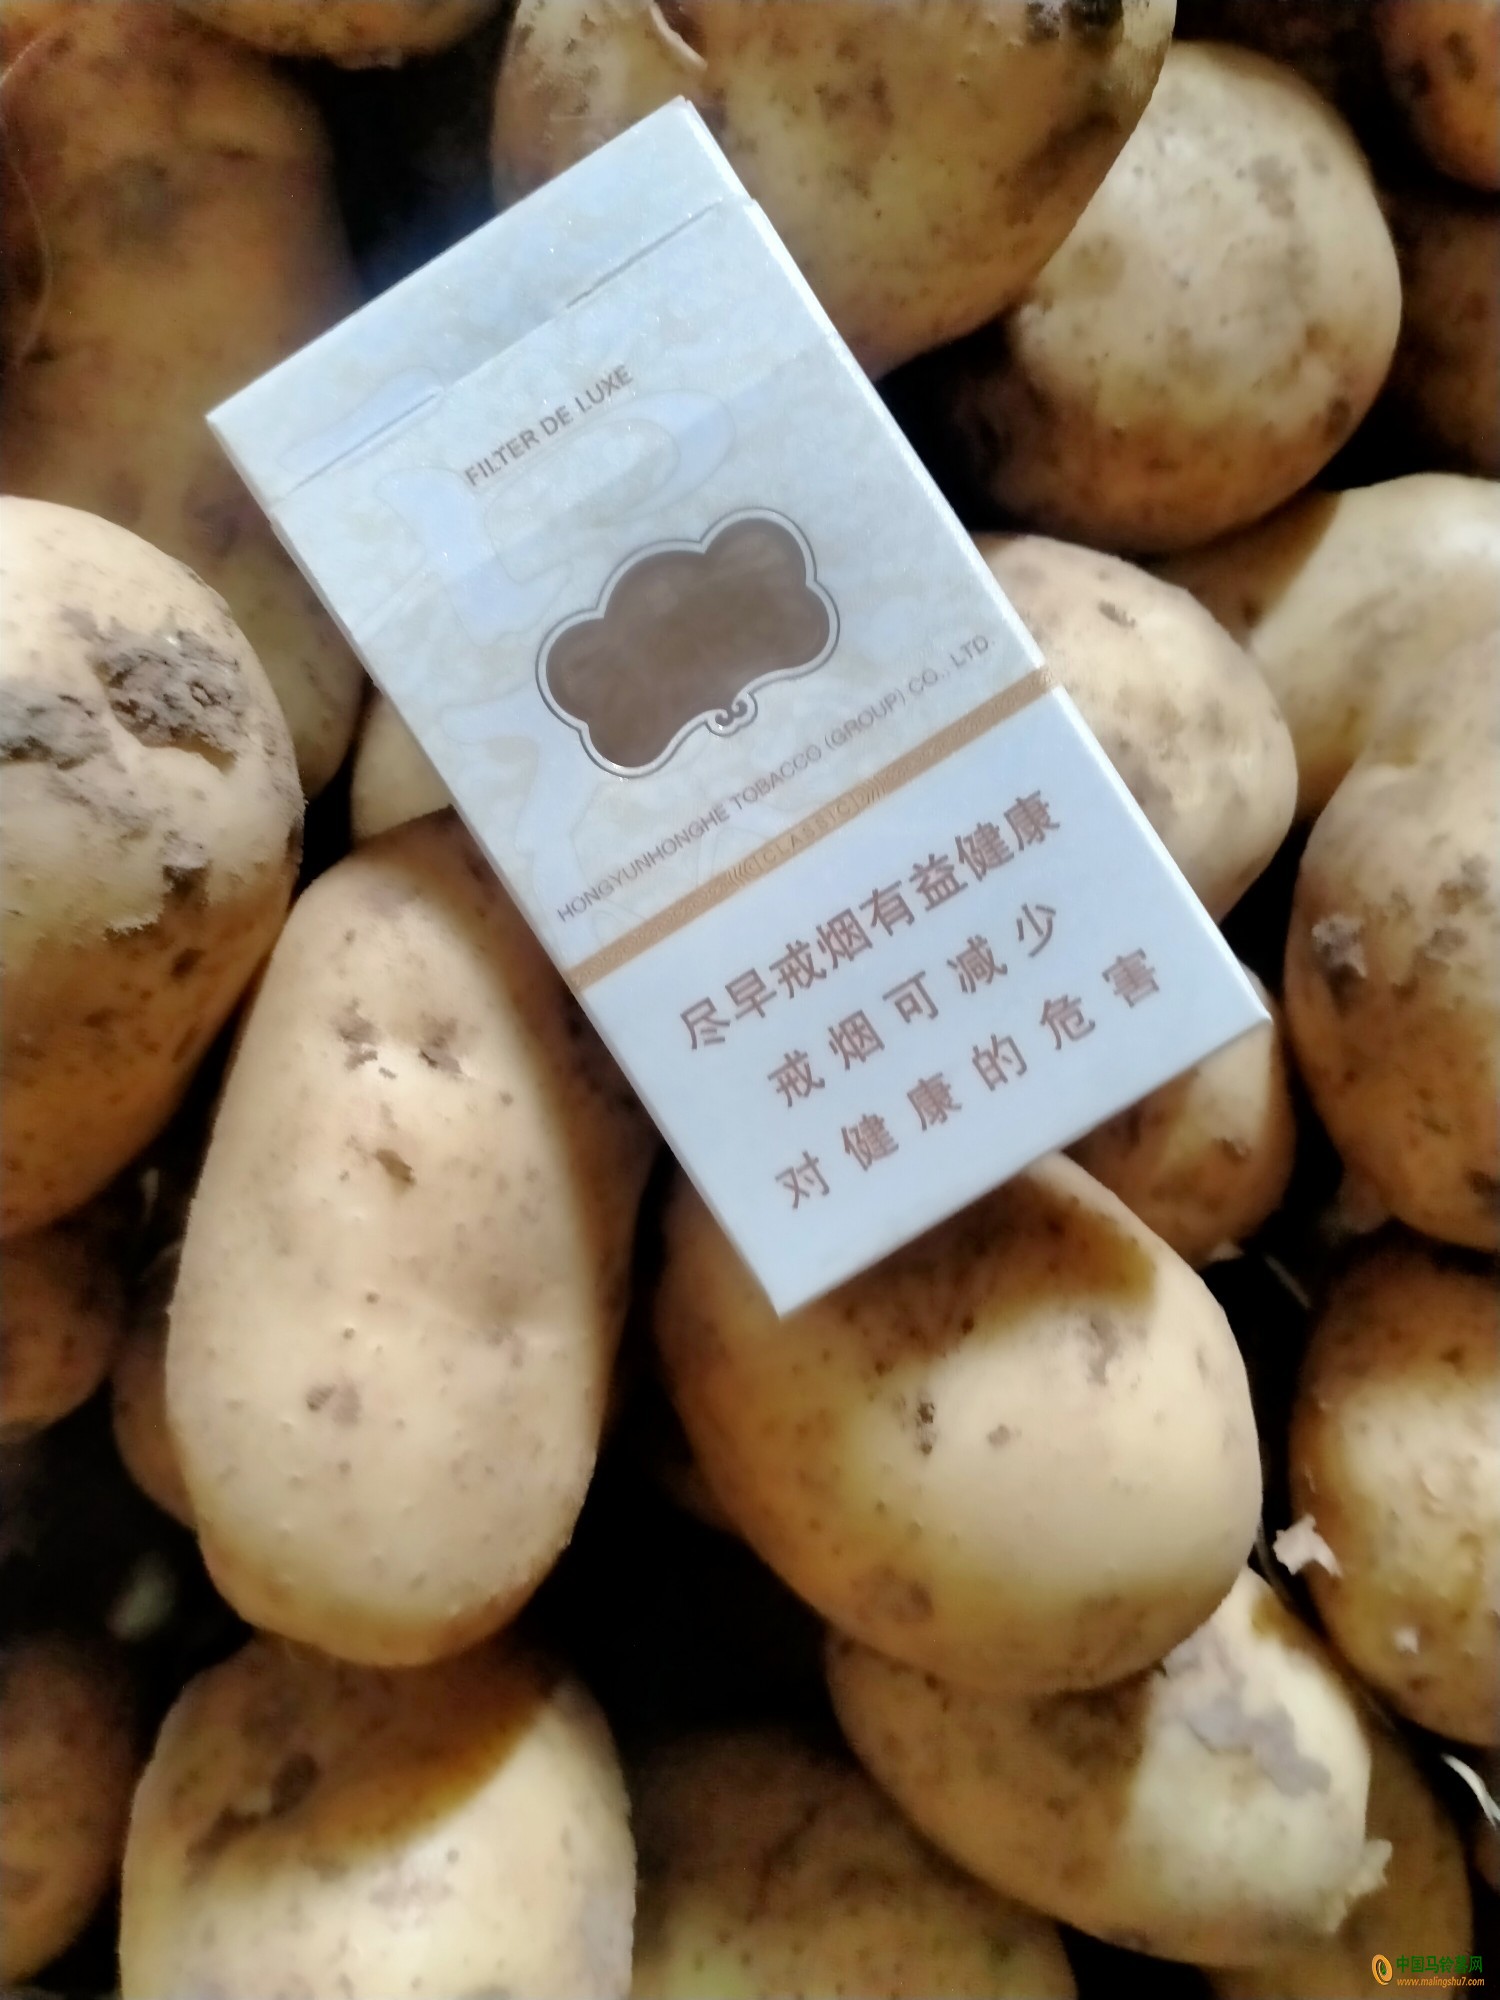 FILTER DE LUXE
HONGYUNHONGHE TOBACCO (GROUP) CO., LTD.
CLASSIC
尽早戒烟有益健康
戒烟可减少
对健康的危害
中国马铃薯网
www.malingshu7.com